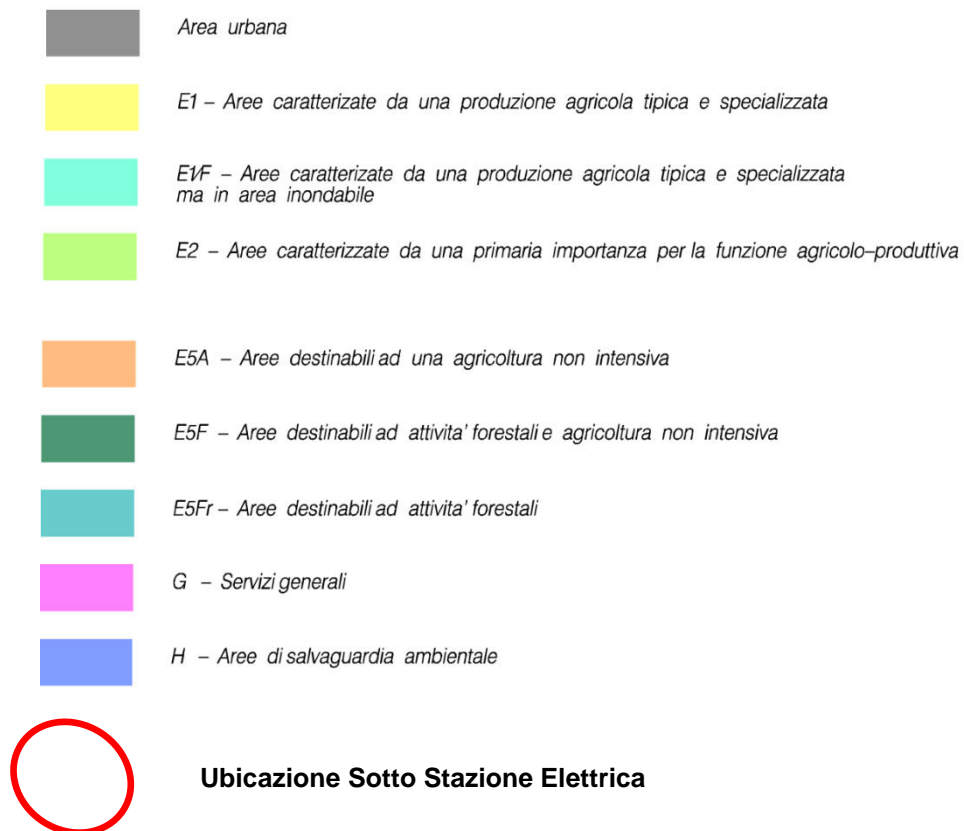 Area urbana
E1 – Aree caratterizate da una produzione agricola tipica e specializzata
E1/F – Aree caratterizate da una produzione agricola tipica e specializzata
ma in area inondabile
E2 – Aree caratterizzate da una primaria importanza per la funzione agricolo–produttiva
E5A – Aree destinabili ad una agricoltura non intensiva
E5F – Aree destinabili ad attivita' forestali e agricoltura non intensiva
E5Fr – Aree destinabili ad attivita' forestali
G – Servizi generali
H – Aree di salvaguardia ambientale
Ubicazione Sotto Stazione Elettrica